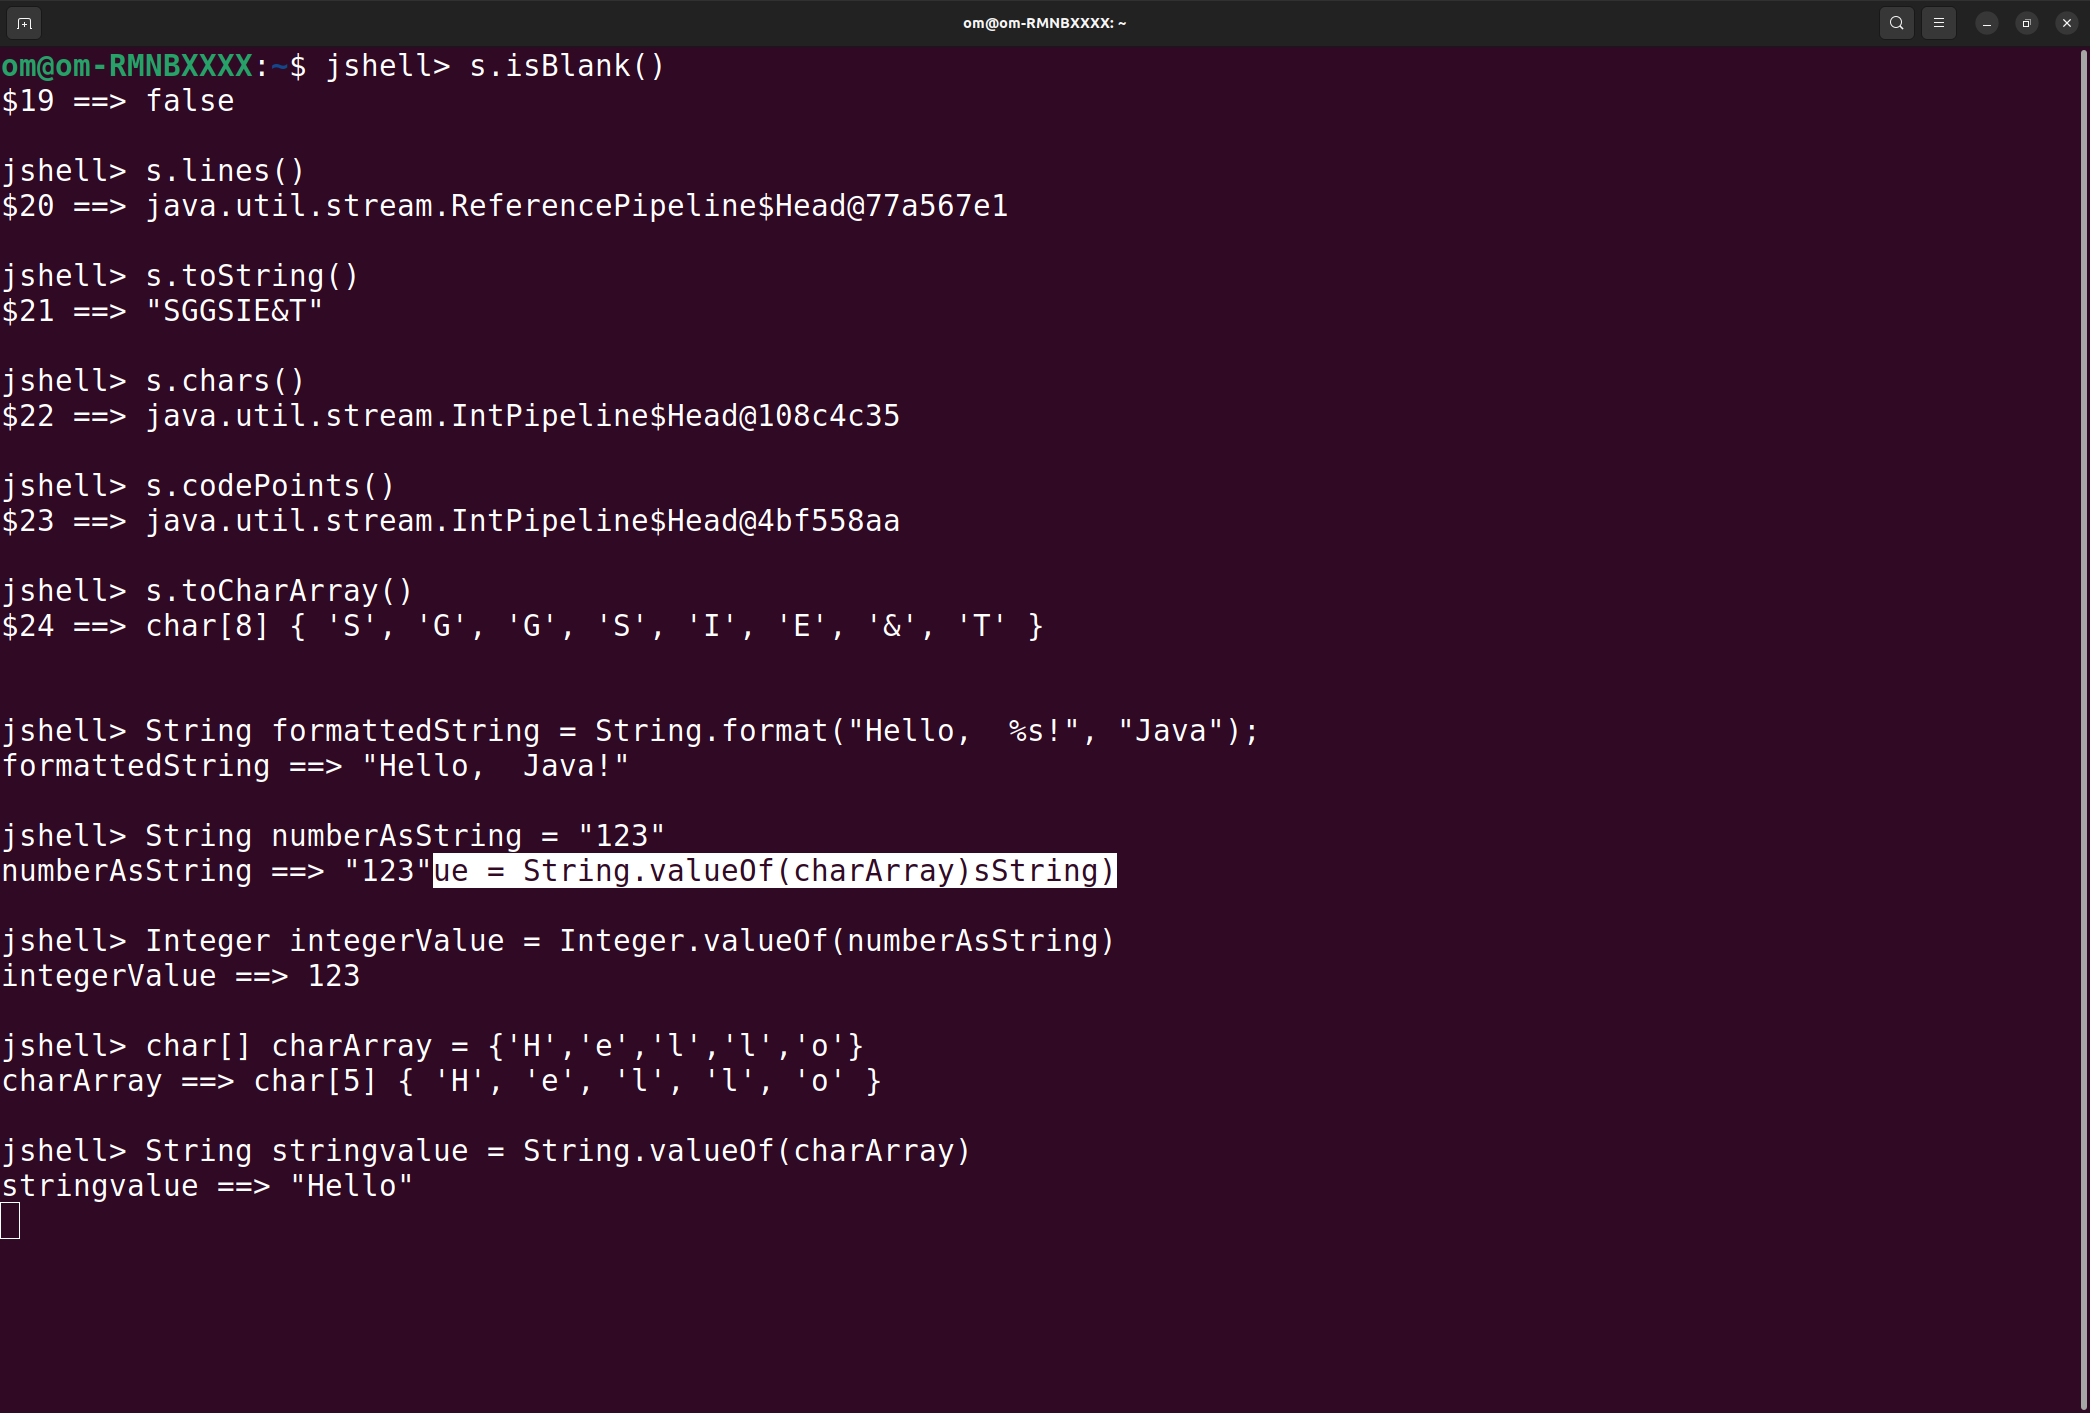 om@om-RMNBXXXX: ~
om@om-RMNBXXXX:~$ jshell> s.isBlank()
$19 ==> false
jshell> s.lines()
$20 ==> java.util.stream.ReferencePipeline$Head@77a567e1
jshell> s.toString()
$21 ==> "SGGSIE&T"
jshell> s.chars()
$22 ==> java.util.stream.IntPipeline$Head@108c4c35
jshell> s.codePoints()
$23 ==> java.util.stream.IntPipeline$Head@4bf558aa
jshell> s.toCharArray()
$24 ==> char[8] { 'S', 'G', 'G', 'S', 'I', 'E', '&', 'T' }
jshell> String formattedString = String.format("Hello,  %s!", "Java");
formattedString ==> "Hello,  Java!"
jshell> String numberAsString = "123"
numberAsString ==> "123"ue = String.valueOf(charArray)sString)
jshell> Integer integerValue = Integer.valueOf(numberAsString)
integerValue ==> 123
jshell> char[] charArray = {'H','e','l','l','o'}
charArray ==> char[5] { 'H', 'e', 'l', 'l', 'o' }
jshell> String stringvalue = String.valueOf(charArray)
stringvalue ==> "Hello"